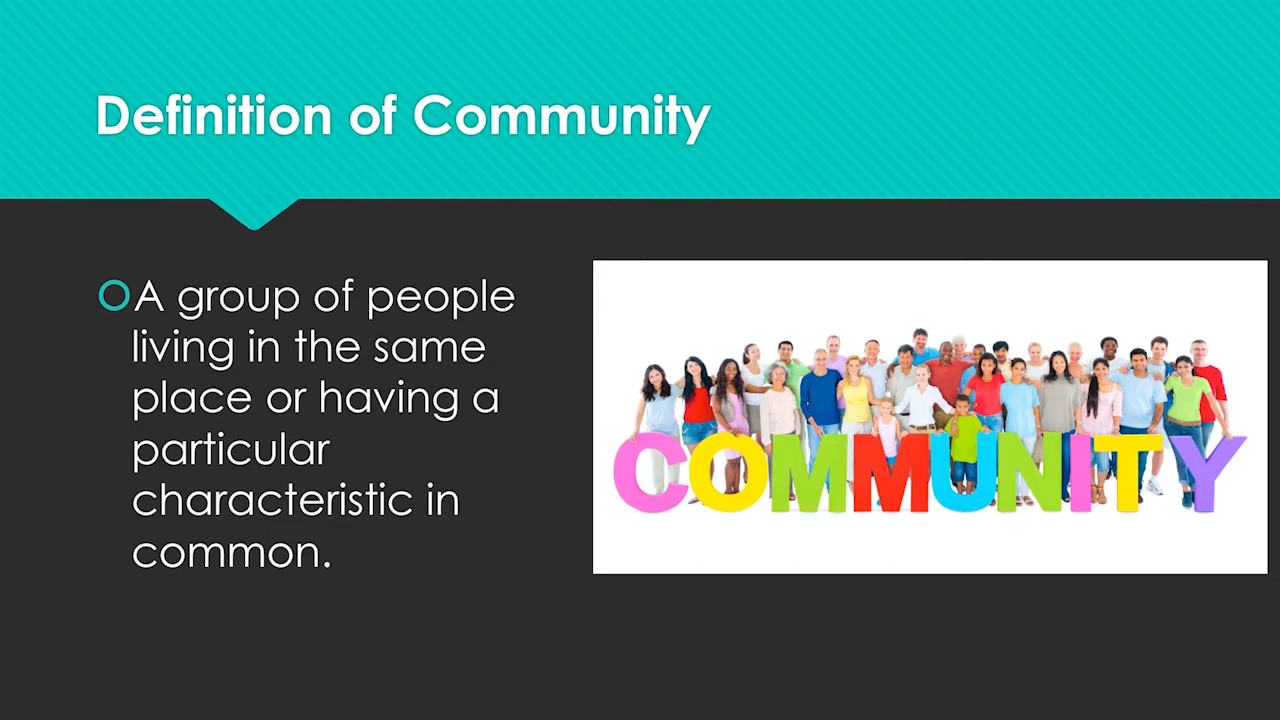 Definition of Community
A group of people
living in the same
place or having a
particular
characteristic in
common.
COMMUNITY